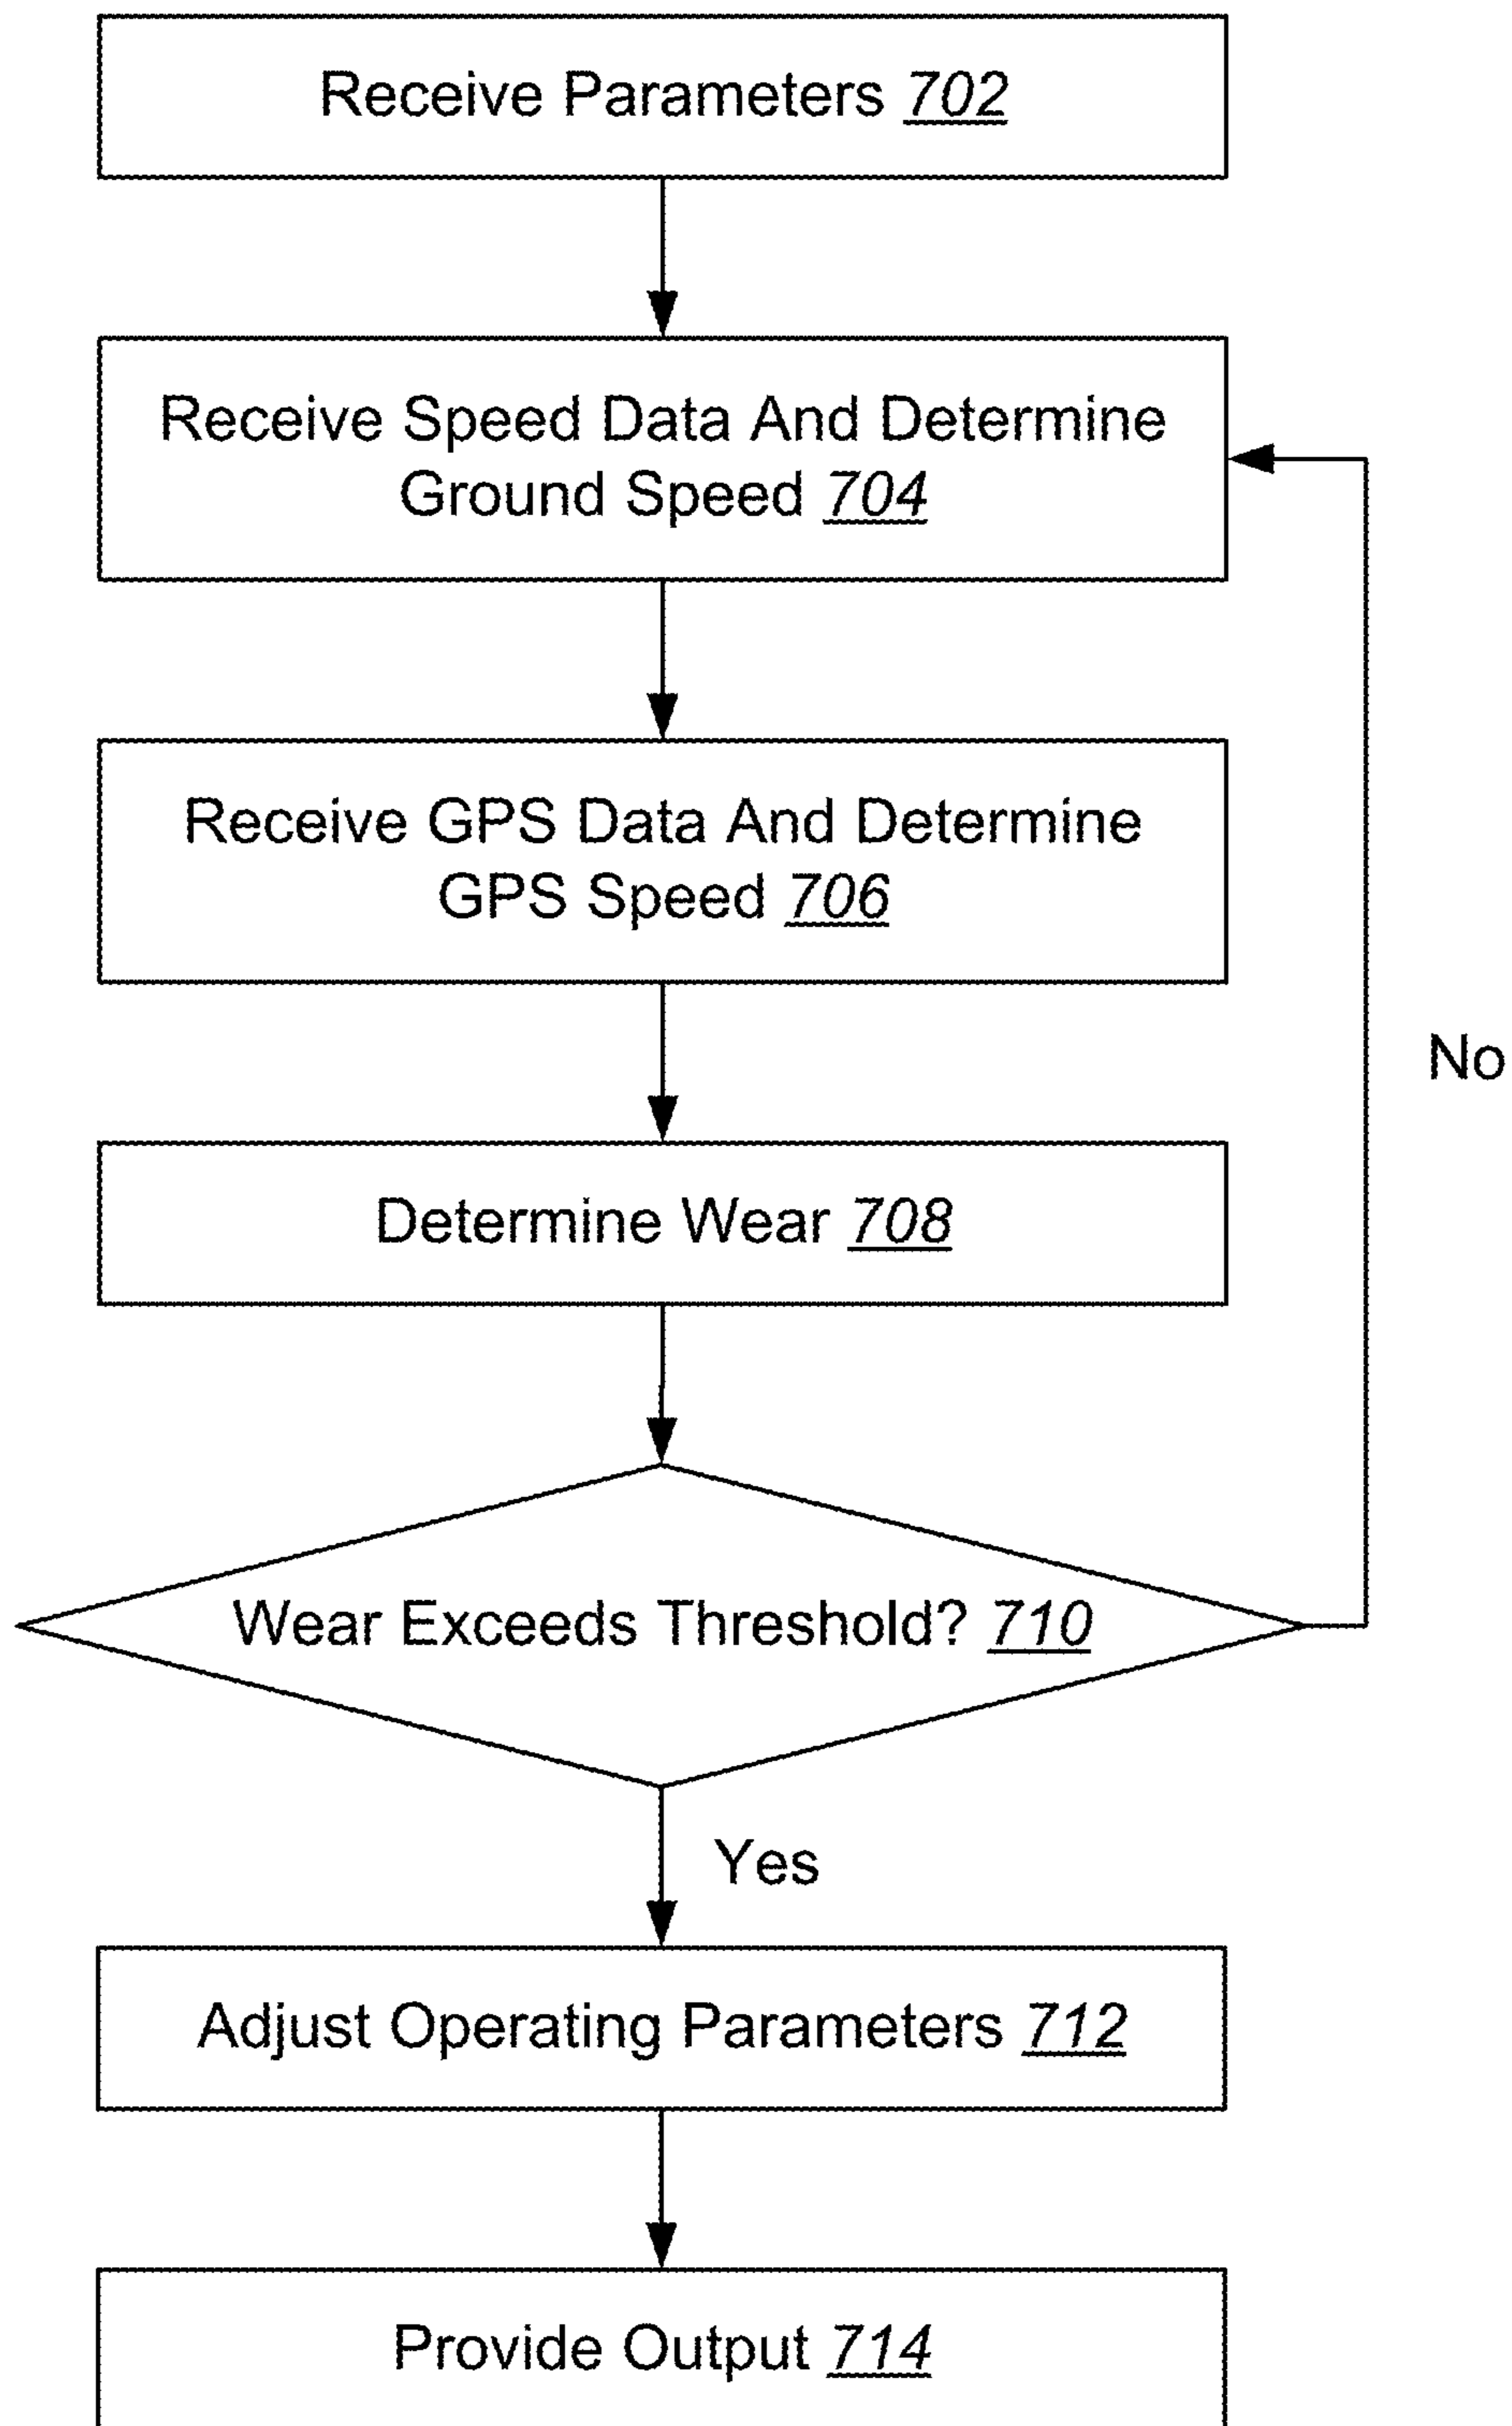 Receive Parameters 702
Receive Speed Data And Determine
Ground Speed 704
Receive GPS Data And Determine
GPS Speed 706
No
Determine Wear 708
Wear Exceeds Threshold? 710
Yes
Adjust Operating Parameters 712
Provide Output 714